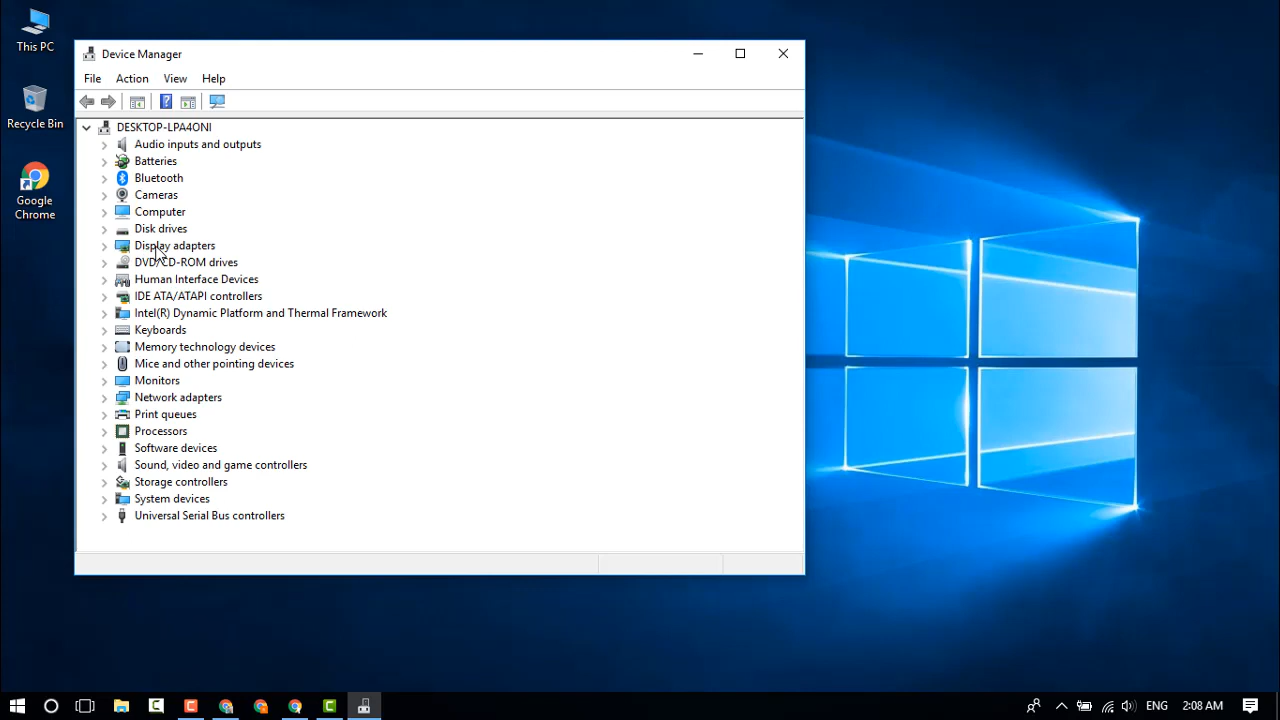 This PC
Recycle Bin
Google
Chrome
Device Manager
File Action View Help
DESKTOP-LPA4ONI
Audio inputs and outputs
Batteries
Bluetooth
Cameras
Computer
Disk drives
Display adapters
DVD/CD-ROM drives
Human Interface Devices
IDE ATA/ATAPI controllers
Intel(R) Dynamic Platform and Thermal Framework
Keyboards
Memory technology devices
Mice and other pointing devices
Monitors
Network adapters
Print queues
Processors
Software devices
Sound, video and game controllers
Storage controllers
System devices
Universal Serial Bus controllers
ENG 2:08 AM